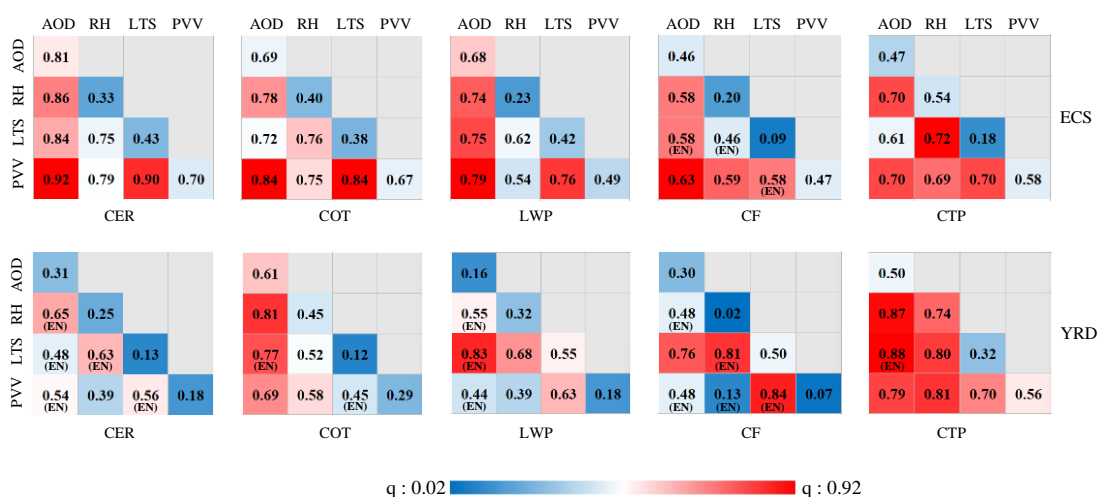 AOD RH LTS PVV AOD RH LTS PVV AOD RH LTS PVV AOD RH LTS PVV AOD RH LTS PVV
AOD 0.81 0.69 0.68 0.46 0.47
RH 0.86 0.33 0.78 0.40 0.74 0.23 0.58 0.20 0.70 0.54
ECS
LTS 0.84 0.75 0.43 0.72 0.76 0.38 0.75 0.62 0.42 0.58 0.46 0.09 0.61 0.72 0.18
(EN) (EN)
PVV 0.92 0.79 0.90 0.70 0.84 0.75 0.84 0.67 0.79 0.54 0.76 0.49 0.63 0.59 0.58 0.47 0.70 0.69 0.70 0.58
(EN)
CER COT LWP CF CTP
AOD 0.31 0.61 0.16 0.30 0.50
RH 0.65 0.25 0.81 0.45 0.55 0.32 0.48 0.02 0.87 0.74
(EN) (EN) (EN)
YRD
LTS 0.48 0.63 0.13 0.77 0.52 0.12 0.83 0.68 0.55 0.76 0.81 0.50 0.88 0.80 0.32
(EN) (EN) (EN) (EN) (EN) (EN)
PVV 0.54 0.39 0.56 0.18 0.69 0.58 0.45 0.29 0.44 0.39 0.63 0.18 0.48 0.13 0.84 0.07 0.79 0.81 0.70 0.56
(EN) (EN) (EN) (EN) (EN) (EN) (EN)
CER COT LWP CF CTP
q : 0.02 q : 0.92